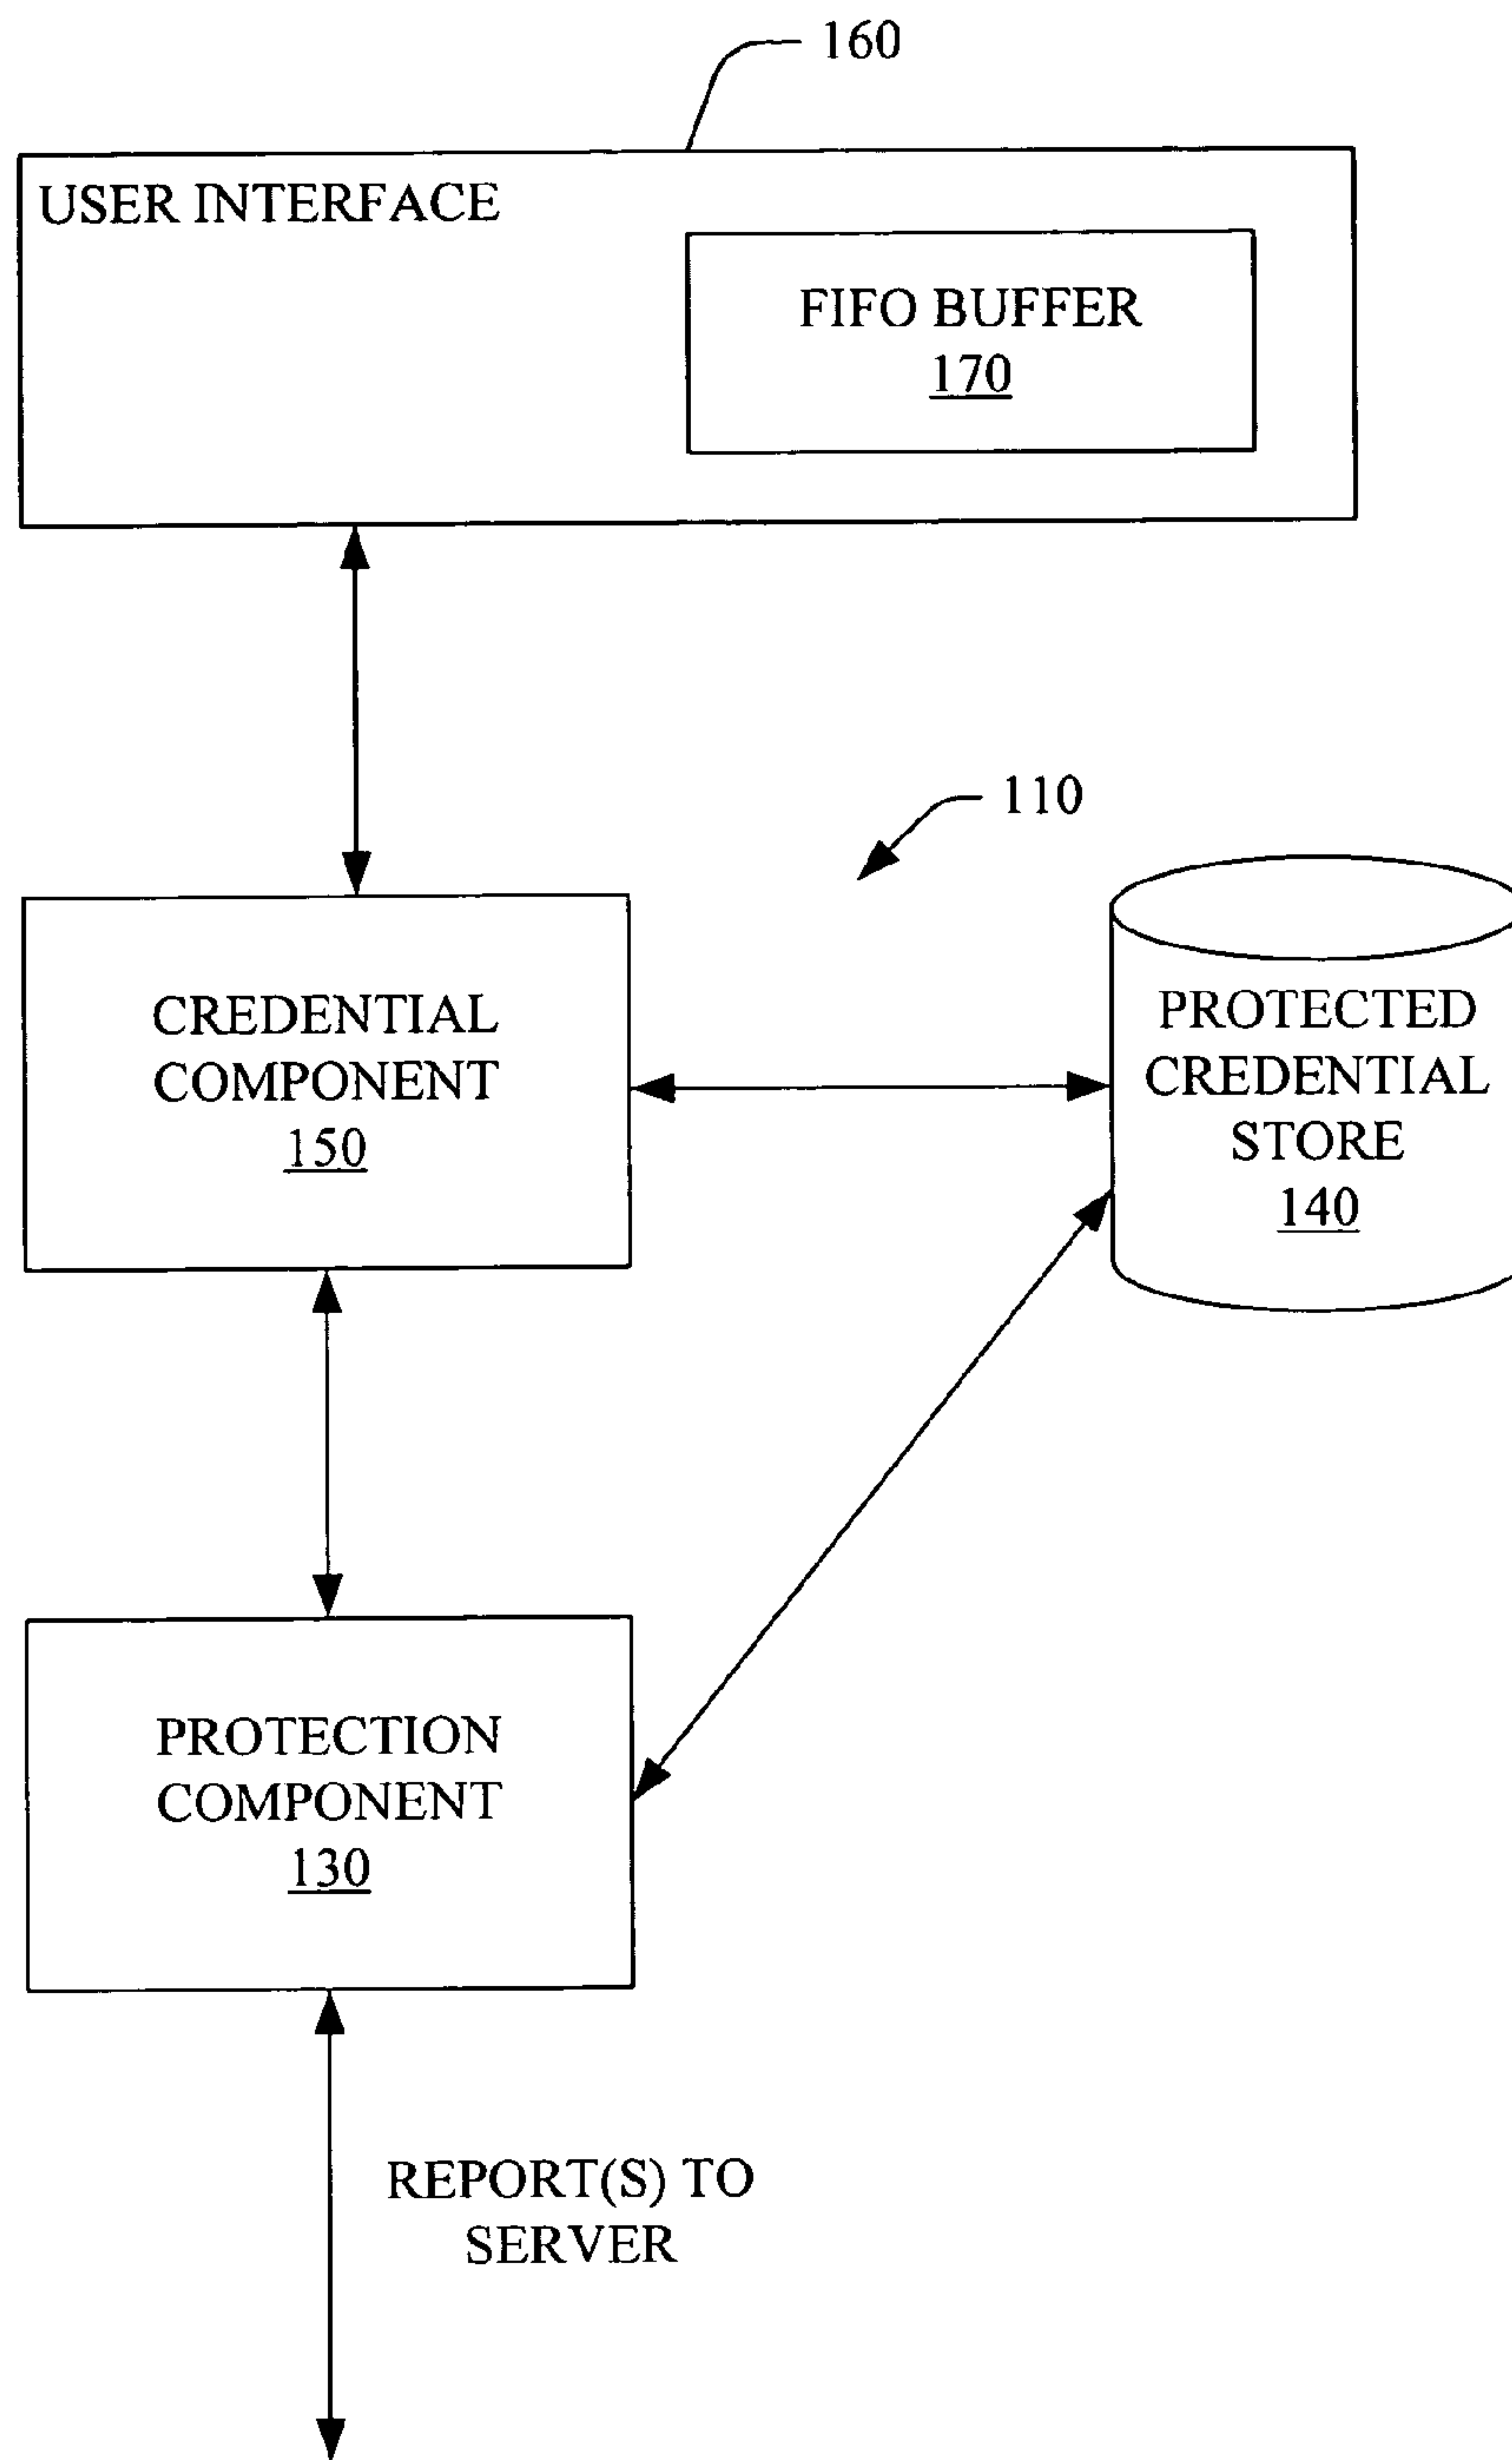 160
USER INTERFACE
FIFO BUFFER
170
110
CREDENTIAL
COMPONENT
150
PROTECTED
CREDENTIAL
STORE
140
PROTECTION
COMPONENT
130
REPORT(S) TO
SERVER